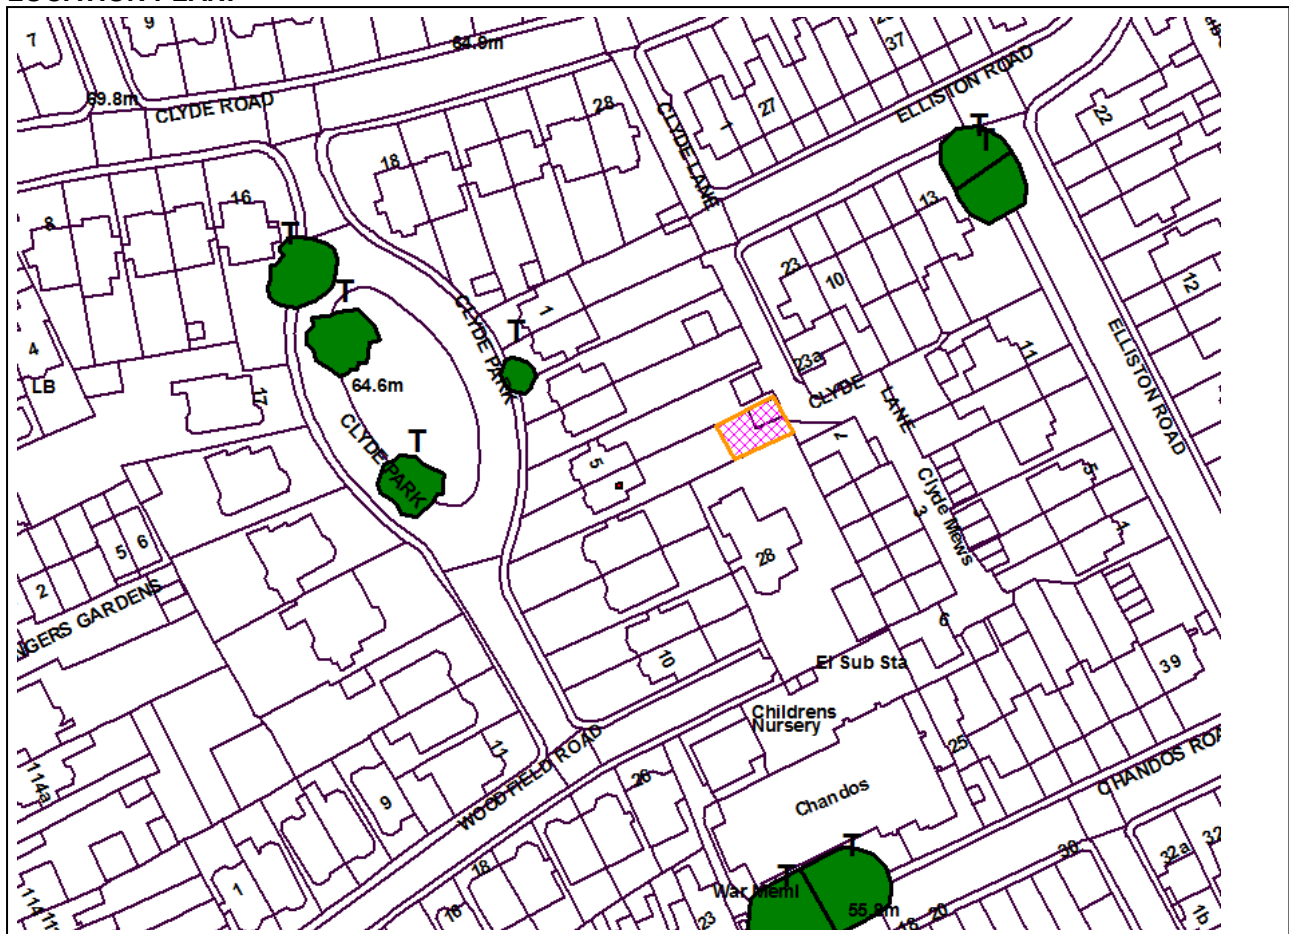 7
9
64.9m
69.8m
CLYDE ROAD
28
18
CLYDE LANE
1
27
37
ELLISTON ROAD
22
T
T
13
8
16
T
T
4
LB
17
64.6m
CLYDE PARK
T
1
CLYDE PARK
T
5
23
10
23a
CLYDE
LANE
11
12
ELLISTON ROAD
7
3
Clyde Mews
5
1
2
5
6
NGERS GARDENS
28
10
6
El Sub Sta
39
Childrens
Nursery
25
CHANDOS ROA
11
9
WOODFIELD ROAD
26
Chandos
114a
1
18
16
T
T
War Meml
55.8m
23
18
20
30
32a
32
1b
114